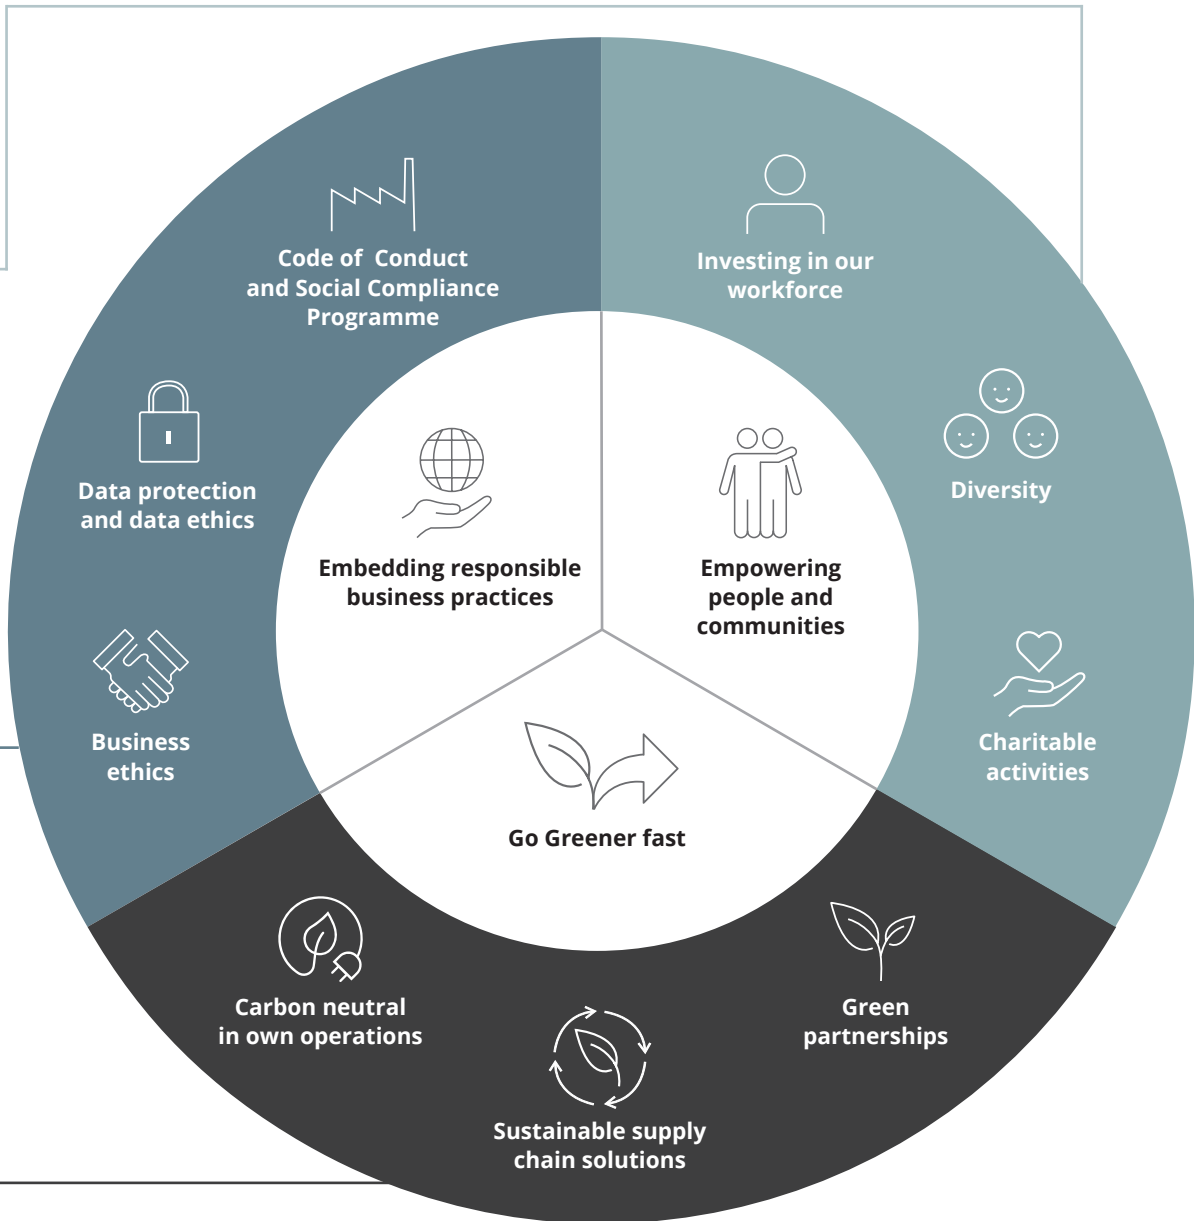 Code of  Conduct
and Social Compliance
Programme
Investing in our
workforce
Data protection
and data ethics
Diversity
Embedding responsible
business practices
Empowering
people and
communities
Business
ethics
Charitable
activities
Go Greener fast
Carbon neutral
in own operations
Green
partnerships
Sustainable supply
chain solutions